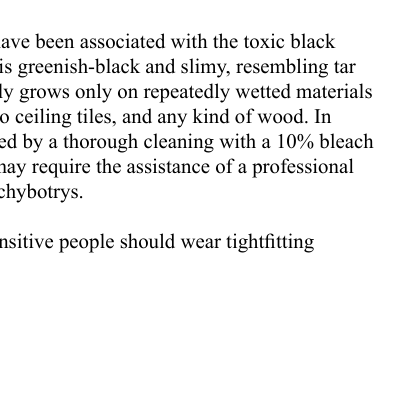 ave been associated with the toxic black
is greenish-black and slimy, resembling tar
ly grows only on repeatedly wetted materials
o ceiling tiles, and any kind of wood. In
ed by a thorough cleaning with a 10% bleach
may require the assistance of a professional
chybotrys.
nsitive people should wear tightfitting